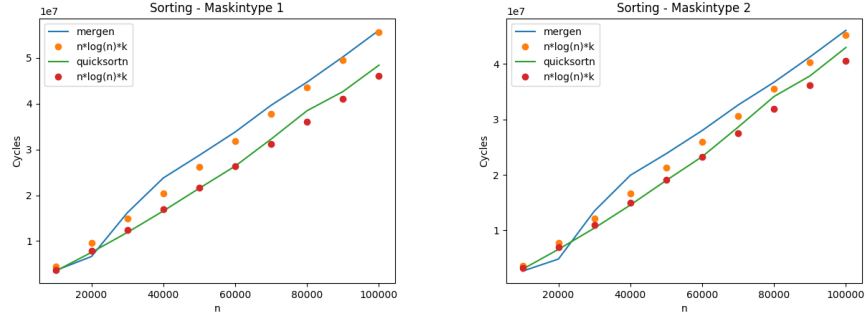 Sorting - Maskintype 1
1e7
mergen
n*log(n)*k
quicksortn
n*log(n)*k
5
4
3
2
1
Cycles
20000 40000 60000 80000 100000
n
Sorting - Maskintype 2
1e7
mergen
n*log(n)*k
quicksortn
n*log(n)*k
4
3
2
1
Cycles
20000 40000 60000 80000 100000
n